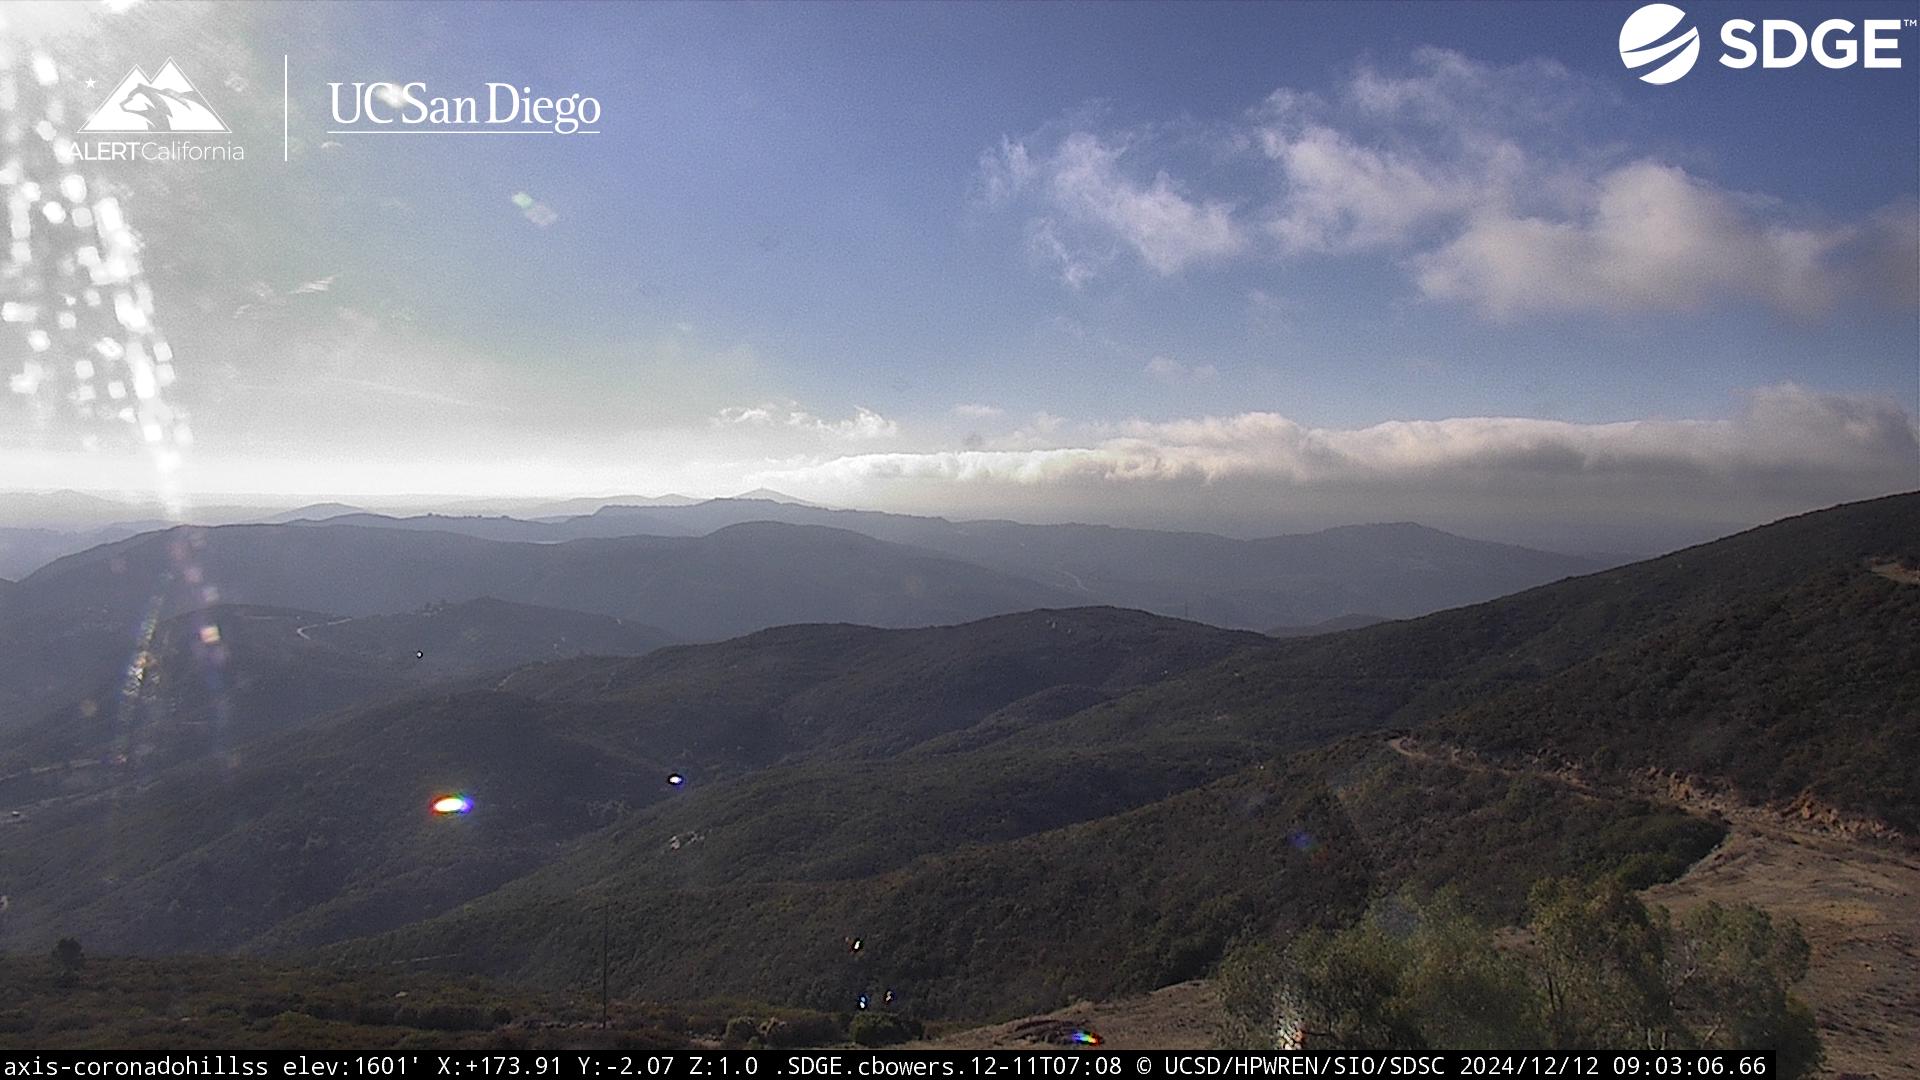 SDGE™
ALERTCalifornia
UC San Diego
axis-coronadohillss elev:1601' X:+173.91 Y:-2.07 Z:1.0 .SDGE.cbowers.12-11T07:08 © UCSD/HPWREN/SIO/SDSC 2024/12/12 09:03:06.66